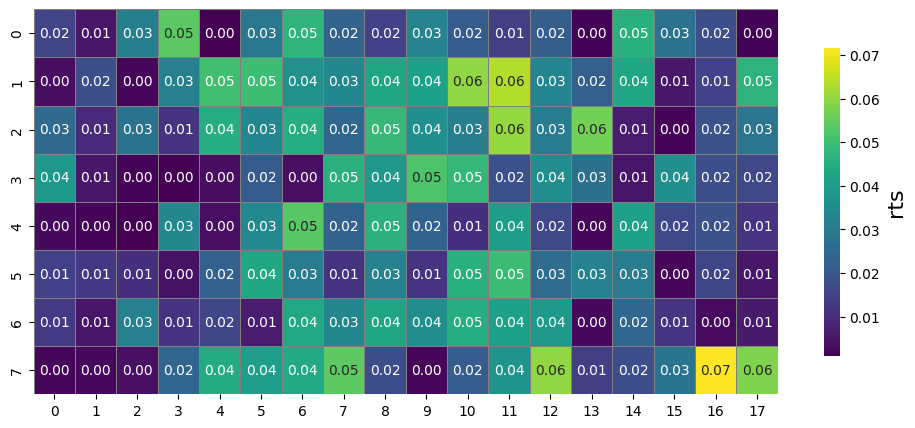 0 0.02 0.01 0.03 0.05 0.00 0.03 0.05 0.02 0.02 0.03 0.02 0.01 0.02 0.00 0.05 0.03 0.02 0.00
1 0.00 0.02 0.00 0.03 0.05 0.05 0.04 0.03 0.04 0.04 0.06 0.06 0.03 0.02 0.04 0.01 0.01 0.05
2 0.03 0.01 0.03 0.01 0.04 0.03 0.04 0.02 0.05 0.04 0.03 0.06 0.03 0.06 0.01 0.00 0.02 0.03
3 0.04 0.01 0.00 0.00 0.00 0.02 0.00 0.05 0.04 0.05 0.05 0.02 0.04 0.03 0.01 0.04 0.02 0.02
4 0.00 0.00 0.00 0.03 0.00 0.03 0.05 0.02 0.05 0.02 0.01 0.04 0.02 0.00 0.04 0.02 0.02 0.01
5 0.01 0.01 0.01 0.00 0.02 0.04 0.03 0.01 0.03 0.01 0.05 0.05 0.03 0.03 0.03 0.00 0.02 0.01
6 0.01 0.01 0.03 0.01 0.02 0.01 0.04 0.03 0.04 0.04 0.05 0.04 0.04 0.00 0.02 0.01 0.00 0.01
7 0.00 0.00 0.00 0.02 0.04 0.04 0.04 0.05 0.02 0.00 0.02 0.04 0.06 0.01 0.02 0.03 0.07 0.06
0 1 2 3 4 5 6 7 8 9 10 11 12 13 14 15 16 17
0.07
0.06
0.05
0.04
0.03
0.02
0.01
rts